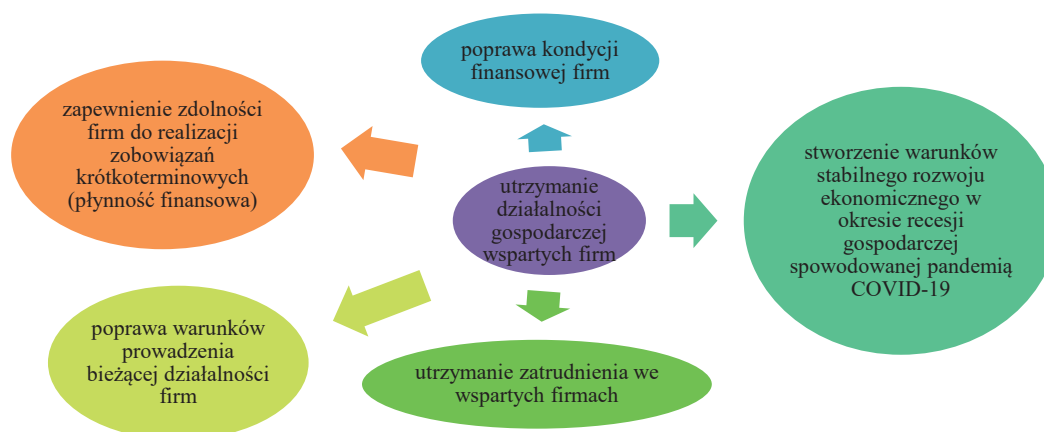 poprawa kondycji
finansowej firm
zapewnienie zdolności
firm do realizacji
zobowiązań
krótkoterminowych
(płynność finansowa)
utrzymanie
działalności
gospodarczej
wspartych firm
stworzenie warunków
stabilnego rozwoju
ekonomicznego w
okresie recesji
gospodarczej
spowodowanej pandemią
COVID-19
poprawa warunków
prowadzenia
bieżącej działalności
firm
utrzymanie zatrudnienia we
wspartych firmach